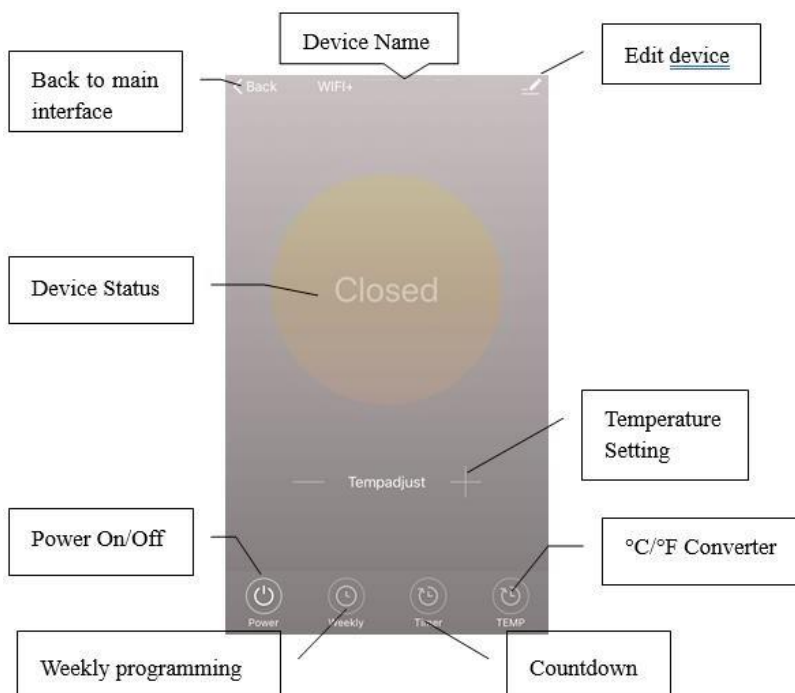 Device Name
Edit device
Back to main
interface
Back
WIFI+
Device Status
Closed
Temperature
Setting
Tempadjust
Power On/Off
°C/°F Converter
Power
Weekly
Timer
TEMP
Weekly programming
Countdown